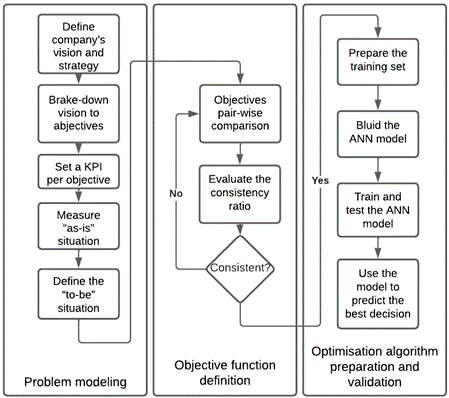 Define
company's
vision and
strategy
Brake-down
vision to
abjectives
Set a KPI
per objective
Measure
"as-is"
situation
Define the
"to-be"
situation
Problem modeling
Objectives
pair-wise
comparison
Evaluate the
consistency
ratio
Consistent?
No
Yes
Objective function
definition
Prepare the
training set
Bluid the
ANN model
Train and
test the ANN
model
Use the
model to
predict the
best decision
Optimisation algorithm
preparation and
validation